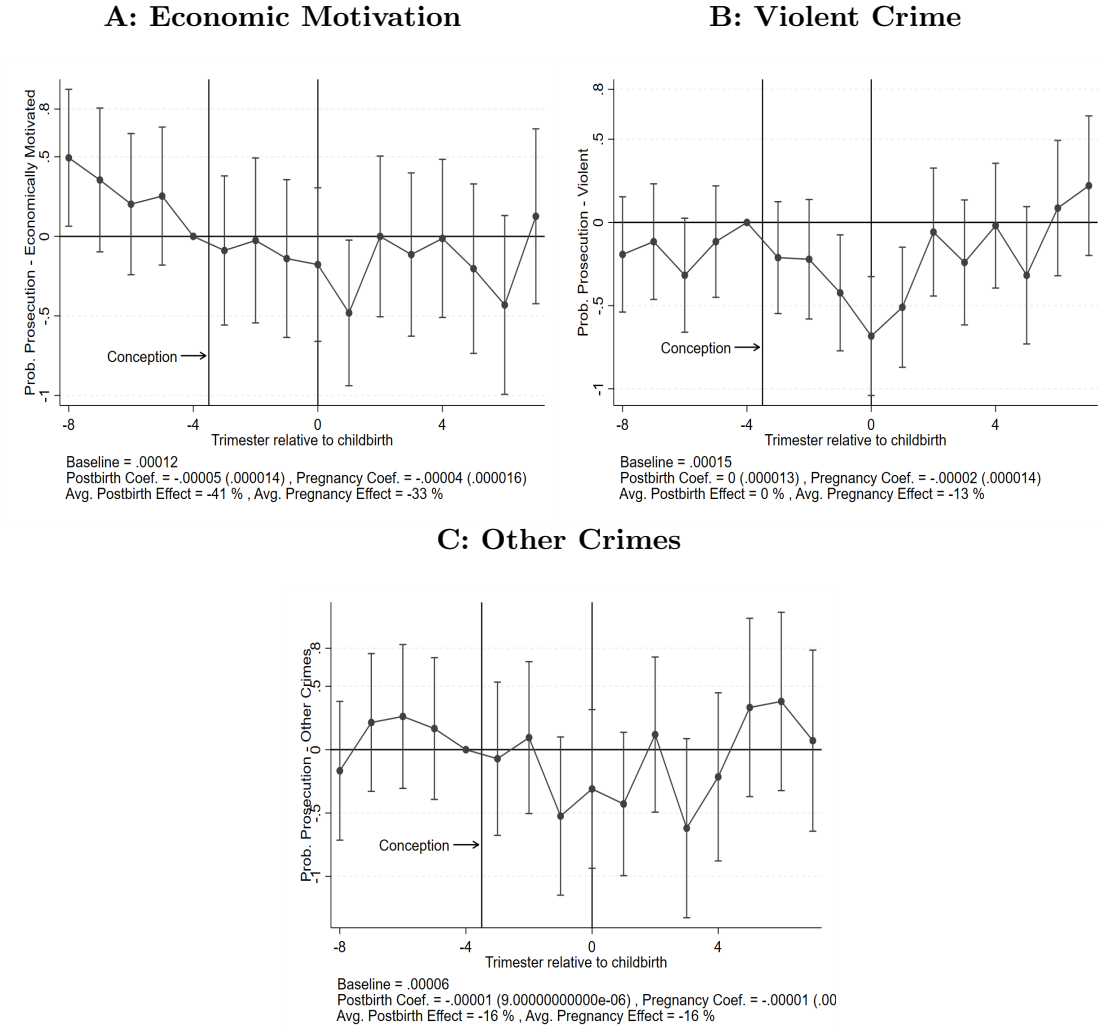 A: Economic Motivation
Prob. Prosecution - Economically Motivated
.8
.5
0
-.5
-1
Conception
-8
-4
0
4
Trimester relative to childbirth
Baseline = .00012
Postbirth Coef. = -.00005 (.000014) , Pregnancy Coef. = -.00004 (.000016)
Avg. Postbirth Effect = -41 % , Avg. Pregnancy Effect = -33 %
B: Violent Crime
Prob. Prosecution - Violent
.8
.5
0
-.5
-1
Conception
-8
-4
0
4
Trimester relative to childbirth
Baseline = .00015
Postbirth Coef. = 0 (.000013) , Pregnancy Coef. = -.00002 (.000014)
Avg. Postbirth Effect = 0 % , Avg. Pregnancy Effect = -13 %
C: Other Crimes
Prob. Prosecution - Other Crimes
.8
.5
0
-.5
-1
Conception
-8
-4
0
4
Trimester relative to childbirth
Baseline = .00006
Postbirth Coef. = -.00001 (9.00000000000e-06) , Pregnancy Coef. = -.00001 (.00
Avg. Postbirth Effect = -16 % , Avg. Pregnancy Effect = -16 %